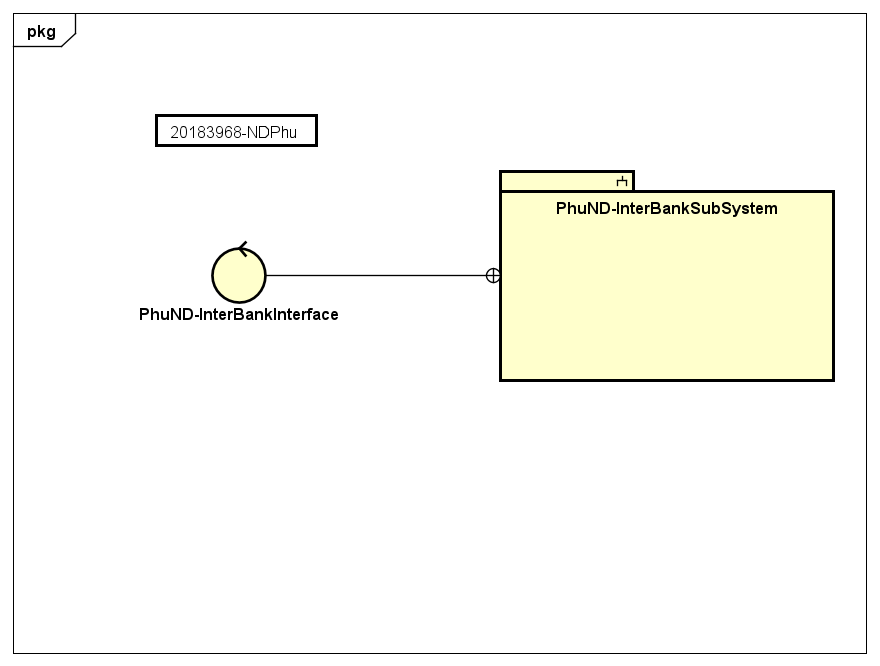 pkg
20183968-NDPhu
PhuND-InterBankSubSystem
PhuND-InterBankInterface